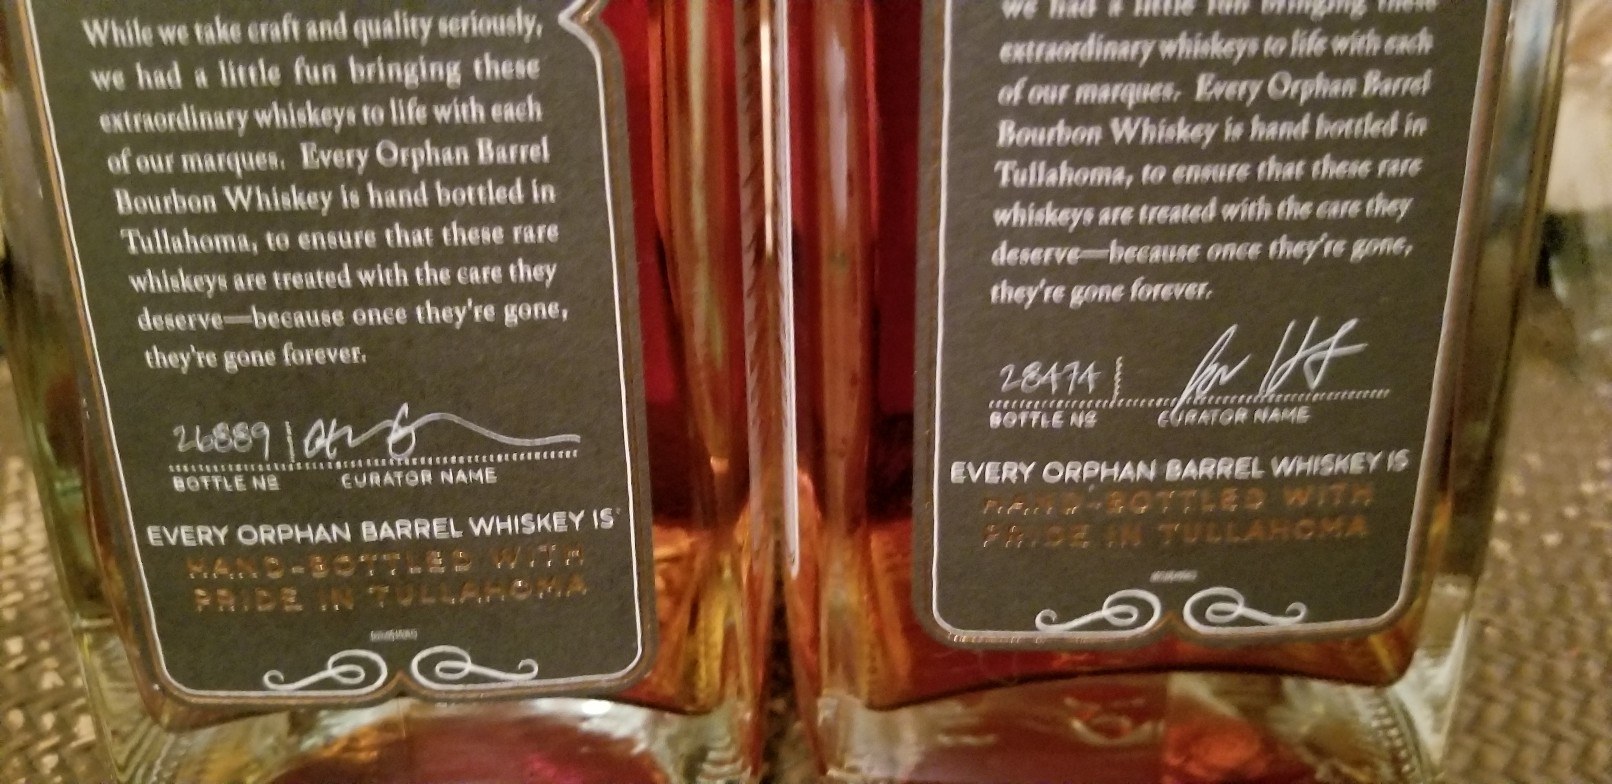 While we take craft and quality seriously,
we had a little fun bringing these
extraordinary whiskeys to life with each
of our marques. Every Orphan Barrel
Bourbon Whiskey is hand bottled in
Tullahoma, to ensure that these rare
whiskeys are treated with the care they
deserve—because once they're gone,
they're gone forever.
26889
BOTTLE Nº CURATOR NAME
EVERY ORPHAN BARREL WHISKEY IS
HAND-BOTTLED WITH
PRIDE IN TULLAHOMA
we had a little fun bringing these
extraordinary whiskeys to life with each
of our marques. Every Orphan Barrel
Bourbon Whiskey is hand bottled in
Tullahoma, to ensure that these rare
whiskeys are treated with the care they
deserve—because once they're gone,
they're gone forever.
28474
BOTTLE Nº CURATOR NAME
EVERY ORPHAN BARREL WHISKEY IS
HAND-BOTTLED WITH
PRIDE IN TULLAHOMA